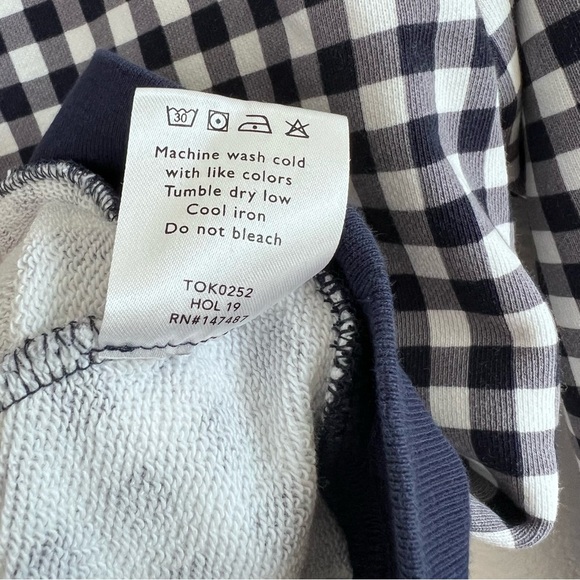 30
Machine wash cold
with like colors
Tumble dry low
Cool iron
Do not bleach
TOK0252
HOL 19
RN#147487